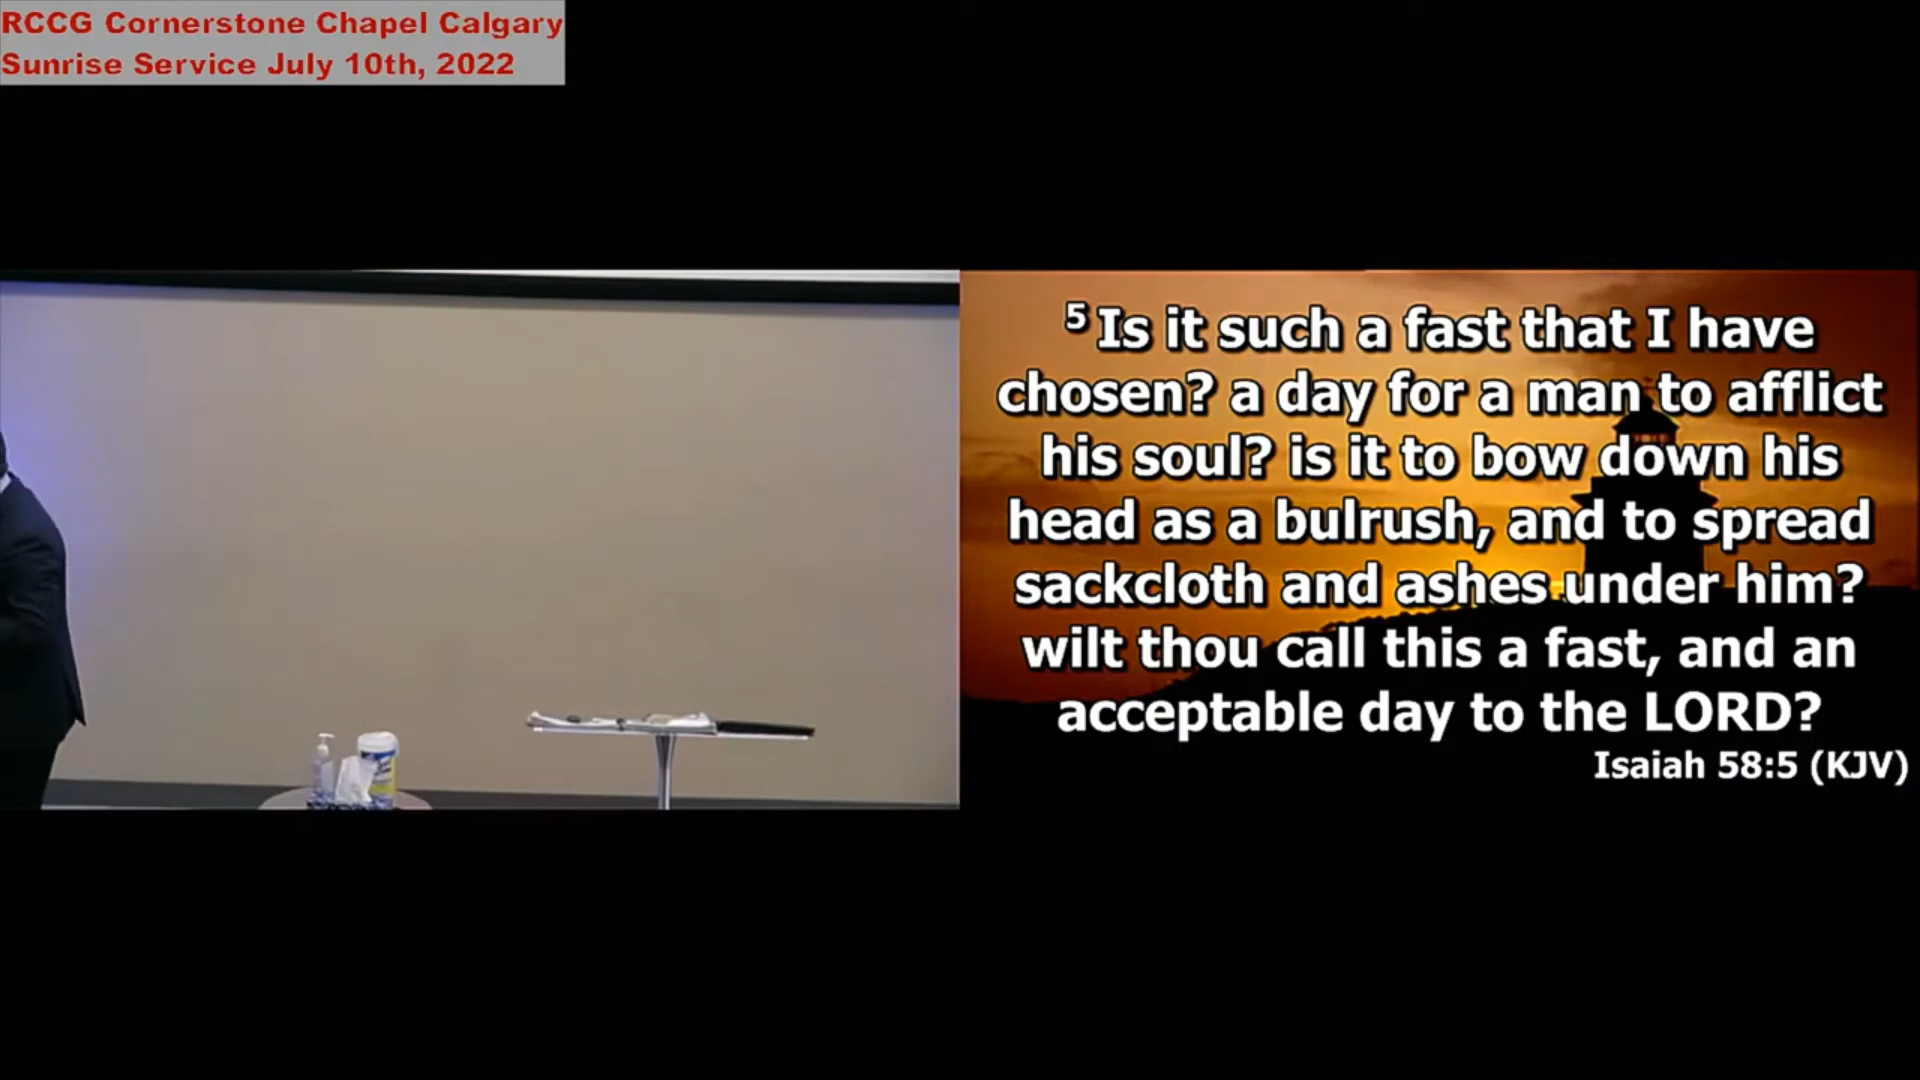 RCCG Cornerstone Chapel Calgary
Sunrise Service July 10th, 2022
5 Is it such a fast that I have
chosen? a day for a man to afflict
his soul? is it to bow down his
head as a bulrush, and to spread
sackcloth and ashes under him?
wilt thou call this a fast, and an
acceptable day to the LORD?
Isaiah 58:5 (KJV)